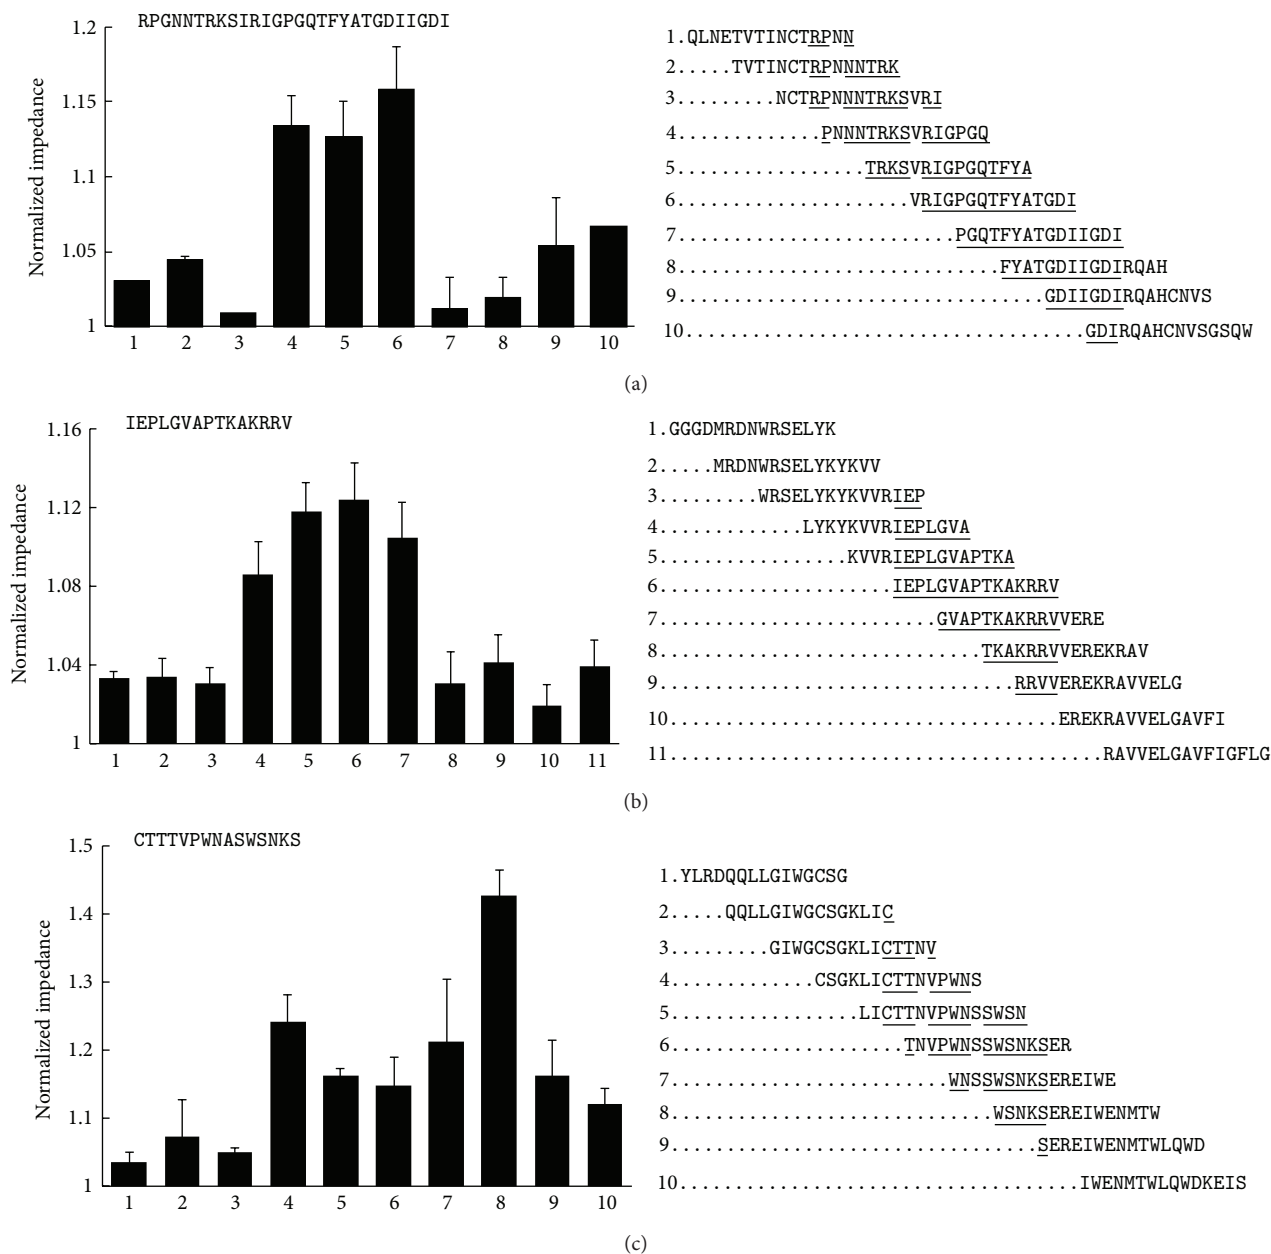 RPGNNTRKSIRIGPGQTFYATGDIIGDI
Normalized impedance
1.2
1.15
1.1
1.05
1
1 2 3 4 5 6 7 8 9 10
1.QLNETVTINCTRPNN
2.....TVTINCTRPNNNTRK
3.........NCTRPNNNTRKSVRI
4.............PNNNTRKSVRIGPGQ
5.................TRKSVRIGPGQTFYA
6.....................VRIGPGQTFYATGDI
7.........................PGQTFYATGDIIGDI
8.............................FYATGDIIGDIRQAH
9.................................GDIIGDIRQAHCNVS
10.....................................GDIRQAHCNVSGSQW
(a)
IEPLGVAPTKAKRRV
Normalized impedance
1.16
1.12
1.08
1.04
1
1 2 3 4 5 6 7 8 9 10 11
1.GGGDMRDNWRSELYK
2.....MRDNWRSELYKYKVV
3.........WRSELYKYKVVRIEP
4.............LYKYKVVRIEPLGVA
5.................KVVRIEPLGVAPTKA
6.....................IEPLGVAPTKAKRRV
7.........................GVAPTKAKRRVVERE
8.............................TKAKRRVVEREKRAV
9................................RRVVEREKRAVVELG
10...................................EREKRAVVELGAVFI
11.......................................RAVVELGAVFIGFLG
(b)
CTTTVPWNASWSNKS
Normalized impedance
1.5
1.4
1.3
1.2
1.1
1
1 2 3 4 5 6 7 8 9 10
1.YLRDQQLLGIWGCSG
2.....QQLLGIWGCSGKLIC
3.........GIWGCSGKLICTTNV
4.............CSGKLICTTNVPWNS
5.................LICTTNVPWNSSWSN
6.....................TNVPWNSSWSNKSER
7.........................WNSSWSNKSEREIWE
8.............................WSNKSEREIWENMTW
9.................................SEREIWENMTWLQWD
10....................................IWENMTWLQWDKEIS
(c)